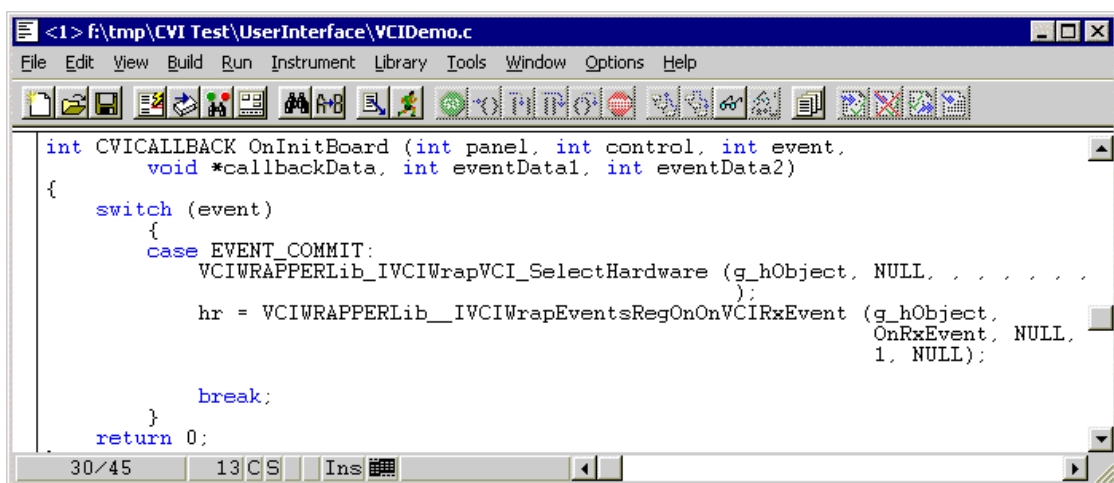 <1> f:\tmp\CVI Test\UserInterface\VCIDemo.c
File Edit View Build Run Instrument Library Tools Window Options Help
int CVICALLBACK OnInitBoard (int panel, int control, int event,
void *callbackData, int eventData1, int eventData2)
{
switch (event)
{
case EVENT_COMMIT:
VCIWRAPPERLib_IVCIWrapVCI_SelectHardware (g_hObject, NULL, , , , , , ,
);
hr = VCIWRAPPERLib__IVCIWrapEventsRegOnOnVCIRxEvent (g_hObject,
OnRxEvent, NULL,
1, NULL);
break;
}
return 0;
30/45 13 C S Ins